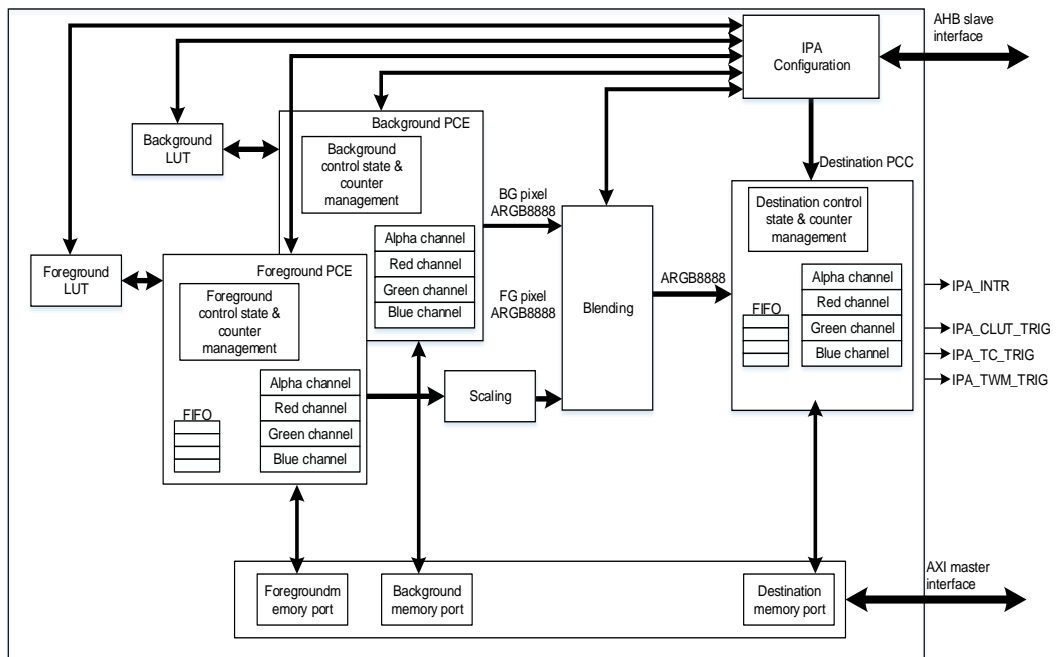 AHB slave
interface
IPA
Configuration
Background PCE
Background
LUT
Background
control state &
counter
management
Destination PCC
BG pixel
ARGB8888
Destination control
state & counter
management
Alpha channel
Red channel
Green channel
Blue channel
Foreground
LUT
Foreground PCE
Foreground
control state &
counter
management
FG pixel
ARGB8888
Blending
ARGB8888
Alpha channel
Red channel
Green channel
Blue channel
FIFO
IPA_INTR
IPA_CLUT_TRIG
IPA_TC_TRIG
IPA_TWM_TRIG
Alpha channel
Red channel
Green channel
Blue channel
FIFO
Scaling
AXI master
interface
Foregroundm
emory port
Background
memory port
Destination
memory port